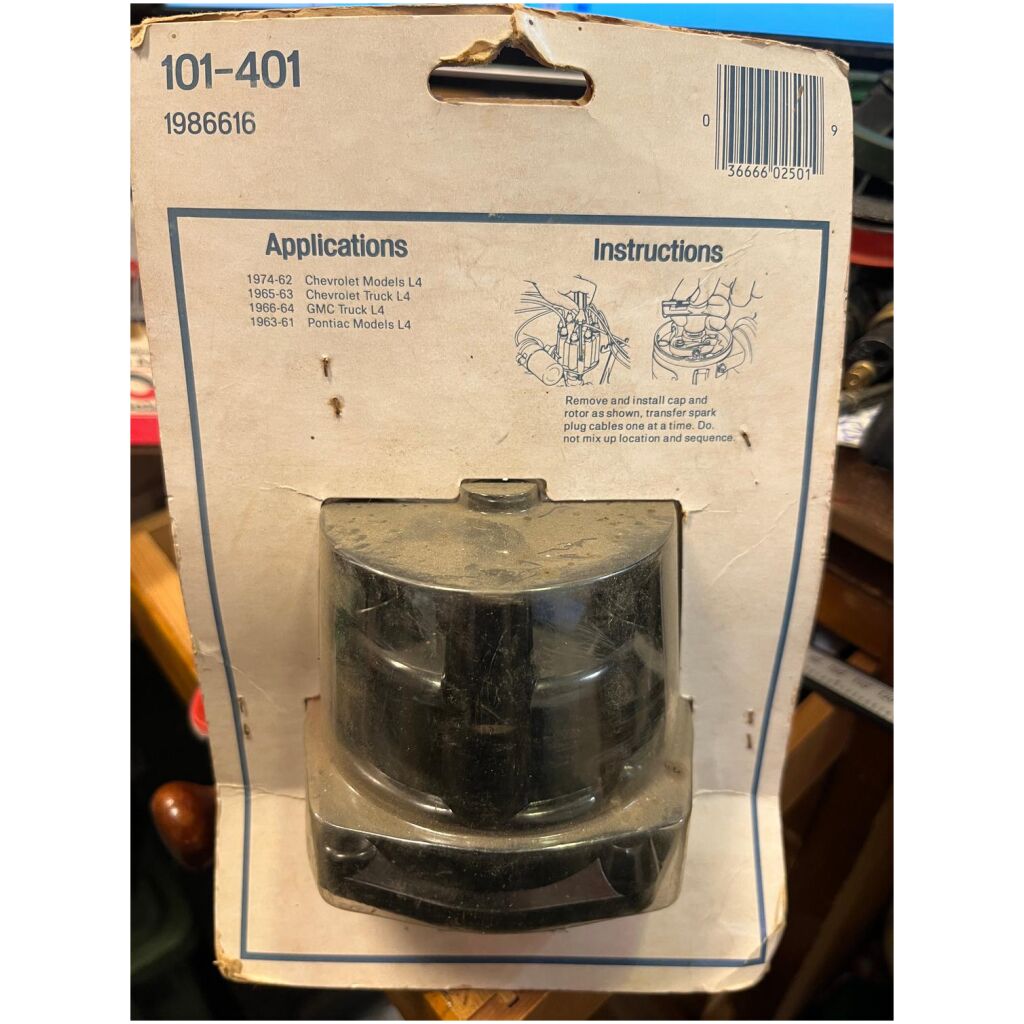 101-401
1986616
0 36666 02501 9
Applications
1974-62 Chevrolet Models L4
1965-63 Chevrolet Truck L4
1966-64 GMC Truck L4
1963-61 Pontiac Models L4
Instructions
Remove and install cap and
rotor as shown, transfer spark
plug cables one at a time. Do.
not mix up location and sequence.